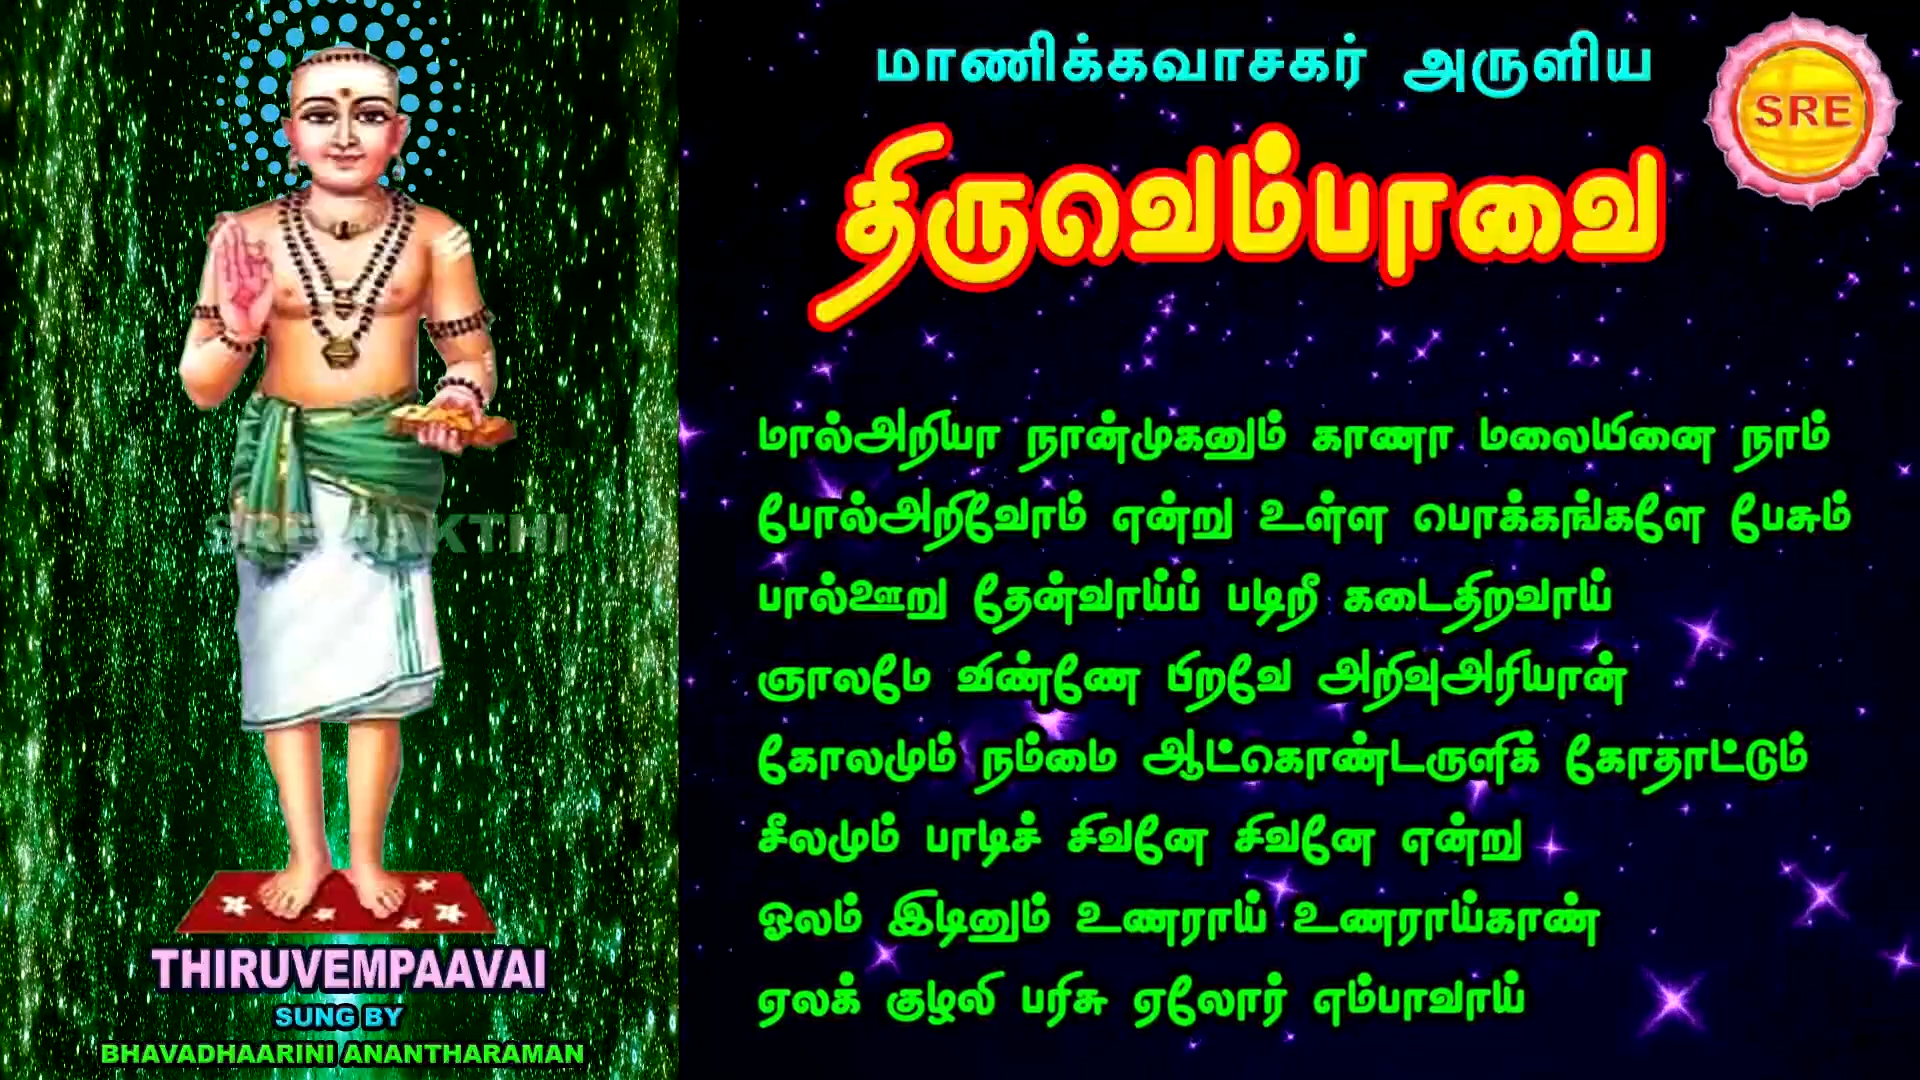 மாணிக்கவாசகர் அருளிய
திருவெம்பாவை
SRE
மால்அறியா நான்முகனும் காணா மலையினை நாம்
போல்அறிவோம் என்று உள்ள பொக்கங்களே பேசும்
பால்ஊறு தேன்வாய்ப் படிறீ கடைதிறவாய்
ஞாலமே விண்ணே பிறவே அறிவுஅரியான்
கோலமும் நம்மை ஆட்கொண்டருளிக் கோதாட்டும்
சீலமும் பாடிச் சிவனே சிவனே என்று
ஓலம் இடினும் உணராய் உணராய்காண்
ஏலக் குழலி பரிசு ஏலோர் எம்பாவாய்
SRE BAKTHI
THIRUVEMPAAVAI
SUNG BY
BHAVADHAARINI ANANTHARAMAN